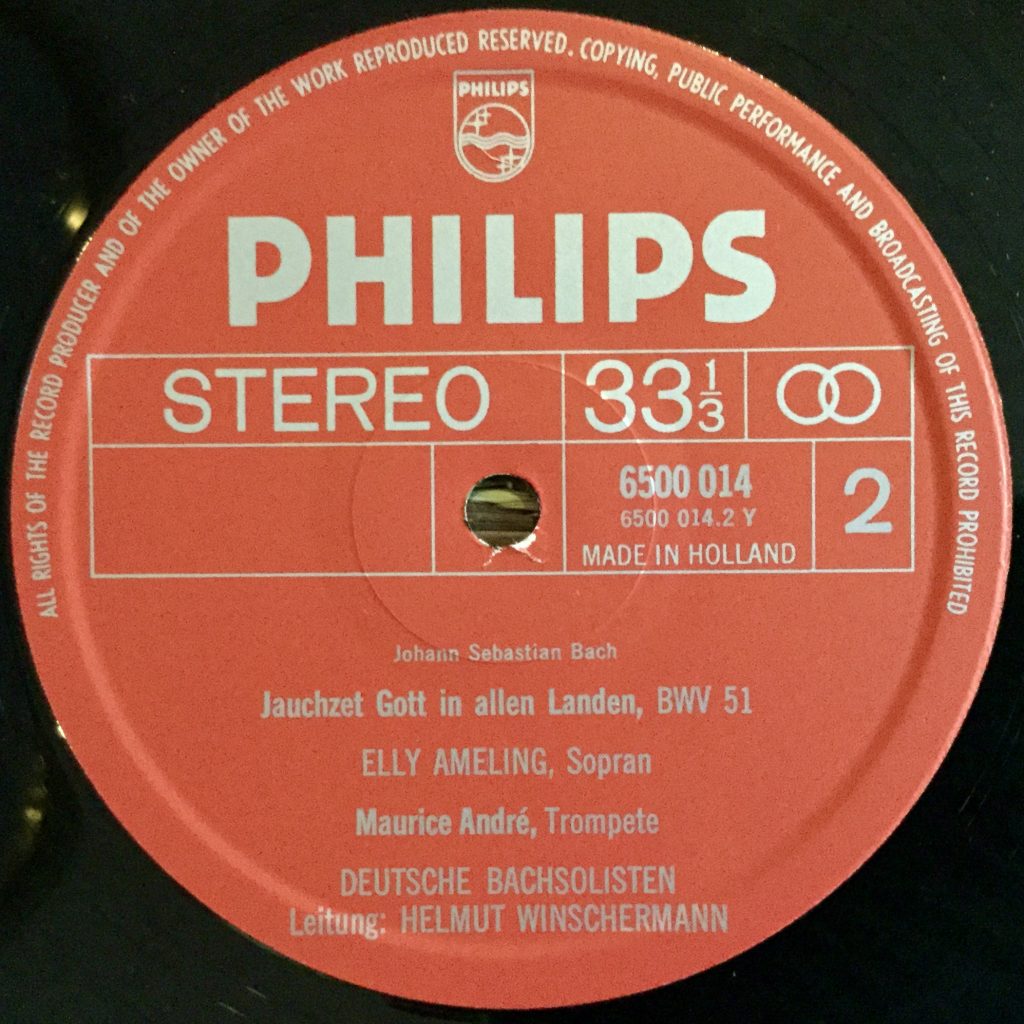 ALL RIGHTS OF THE RECORD PRODUCER AND OF THE OWNER OF THE WORK REPRODUCED RESERVED. COPYING, PUBLIC PERFORMANCE AND BROADCASTING OF THIS RECORD PROHIBITED
PHILIPS
PHILIPS
STEREO 33 1/3
6500 014 2
6500 014.2 Y
MADE IN HOLLAND
Johann Sebastian Bach
Jauchzet Gott in allen Landen, BWV 51
ELLY AMELING, Sopran
Maurice André, Trompete
DEUTSCHE BACHSOLISTEN
Leitung: HELMUT WINSCHERMANN